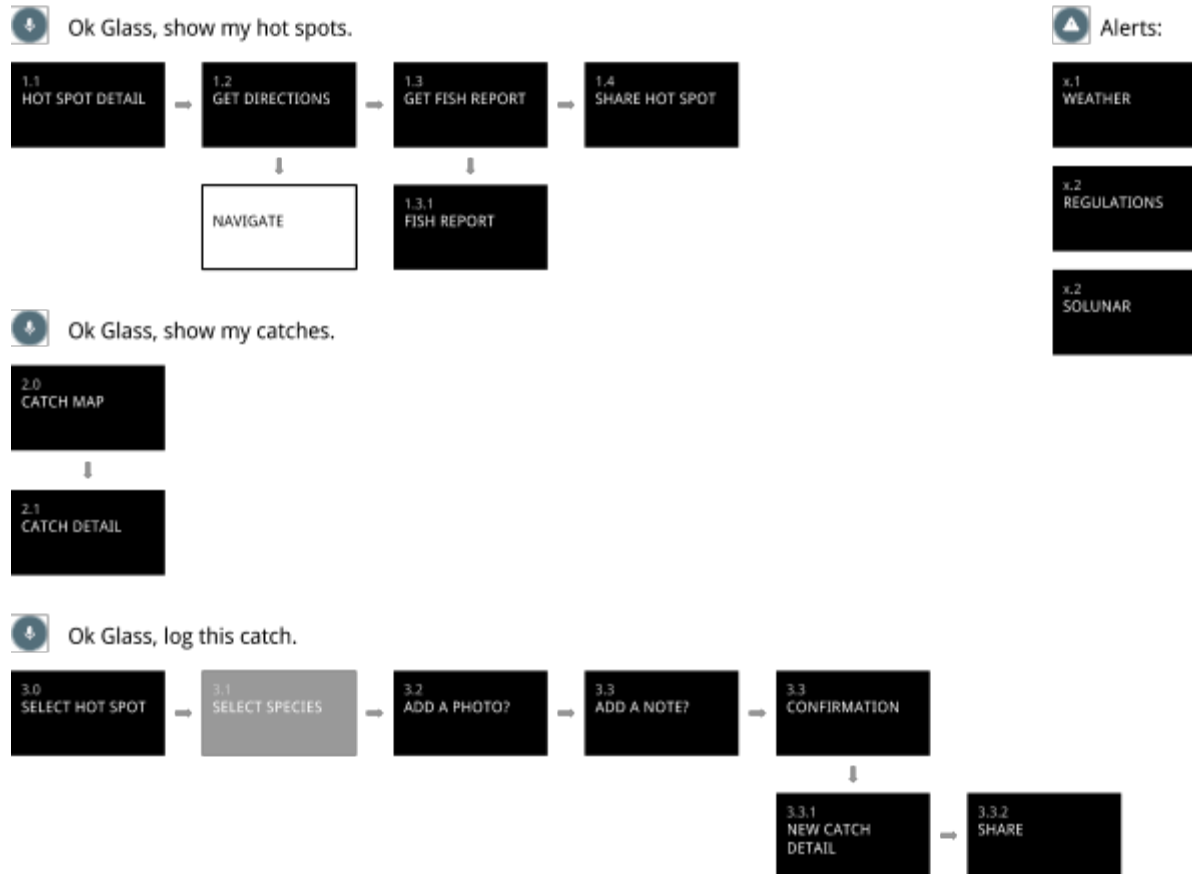 Ok Glass, show my hot spots.
1.1
HOT SPOT DETAIL
1.2
GET DIRECTIONS
1.3
GET FISH REPORT
1.4
SHARE HOT SPOT
NAVIGATE
1.3.1
FISH REPORT
Alerts:
x.1
WEATHER
x.2
REGULATIONS
x.2
SOLUNAR
Ok Glass, show my catches.
2.0
CATCH MAP
2.1
CATCH DETAIL
Ok Glass, log this catch.
3.0
SELECT HOT SPOT
3.1
SELECT SPECIES
3.2
ADD A PHOTO?
3.3
ADD A NOTE?
3.3
CONFIRMATION
3.3.1
NEW CATCH
DETAIL
3.3.2
SHARE